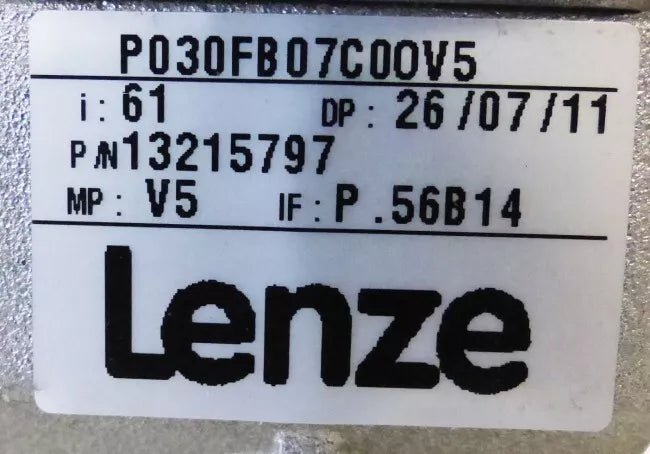 P030FB07C00V5
i: 61 DP: 26/07/11
P/N13215797
MP: V5 IF: P.56B14
Lenze